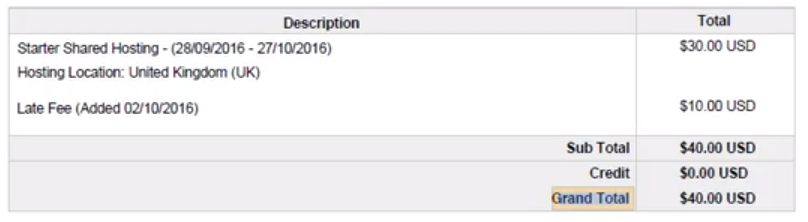 Description Total
Starter Shared Hosting - (28/09/2016 - 27/10/2016) $30.00 USD
Hosting Location: United Kingdom (UK)
Late Fee (Added 02/10/2016) $10.00 USD
Sub Total $40.00 USD
Credit $0.00 USD
Grand Total $40.00 USD